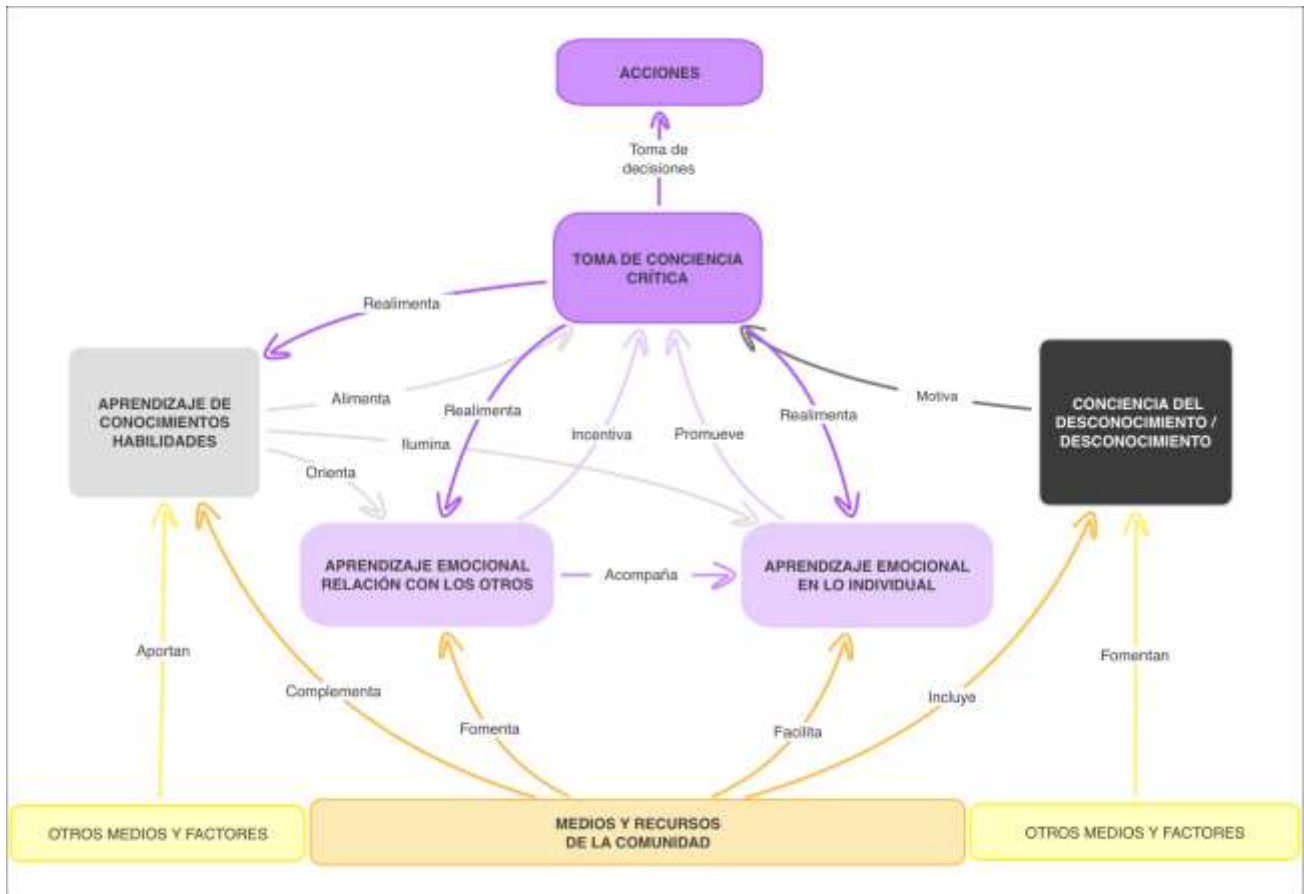 ACCIONES
Toma de
decisiones
TOMA DE CONCIENCIA
CRÍTICA
Realimenta
APRENDIZAJE DE
CONOCIMIENTOS
HABILIDADES
Alimenta
Realimenta
Incentiva
Promueve
Realimenta
Motiva
CONCIENCIA DEL
DESCONOCIMIENTO /
DESCONOCIMIENTO
Ilumina
Orienta
APRENDIZAJE EMOCIONAL
RELACIÓN CON LOS OTROS
Acompaña
APRENDIZAJE EMOCIONAL
EN LO INDIVIDUAL
Aportan
Complementa
Fomenta
Facilita
Incluye
Fomentan
OTROS MEDIOS Y FACTORES
MEDIOS Y RECURSOS
DE LA COMUNIDAD
OTROS MEDIOS Y FACTORES